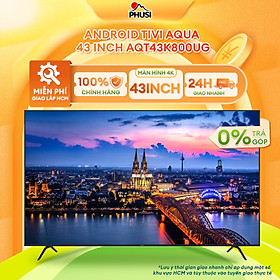 PHUSI
ANDROID TIVI AQUA
43 INCH AQT43K800UG
MIỄN PHÍ
GIAO LẮP HCM
100%
CHÍNH HÃNG
MÀN HÌNH 4K
43INCH
24H
GIAO NHANH
0% TRẢ
GÓP
*Lưu ý thời gian giao nhanh chỉ áp dụng một số
khu vực HCM và tùy thuộc vào tuyến giao thực tế